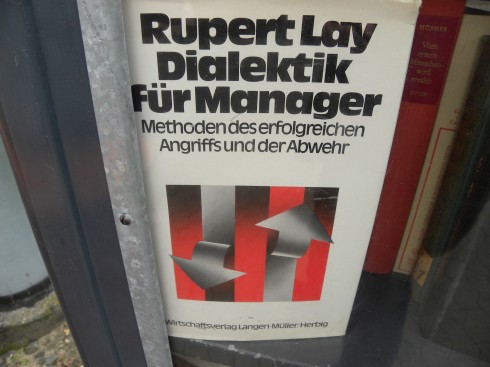 Rupert Lay
Dialektik
für Manager
Methoden des erfolgreichen
Angriffs und der Abwehr
Wirtschaftsverlag Langen-Müller/Herbig